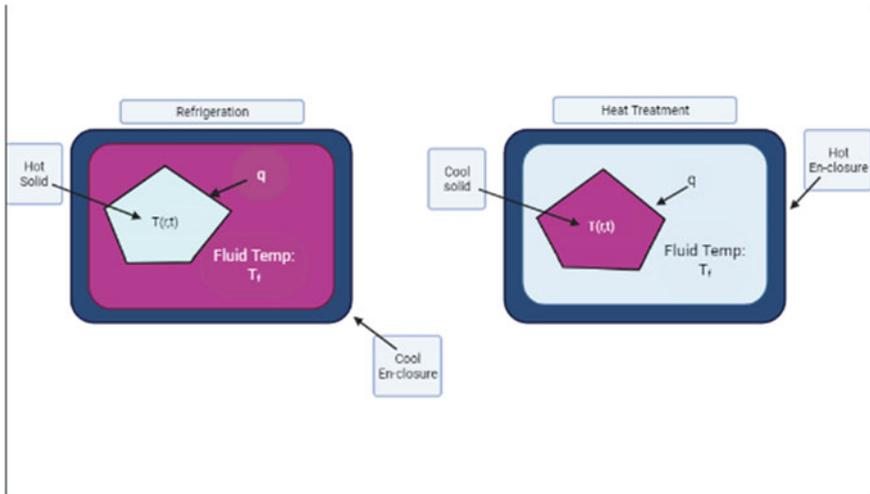 Refrigeration
Hot
Solid
q
T(r,t)
Fluid Temp:
Tf
Cool
En-closure
Heat Treatment
Cool
solid
Hot
En-closure
q
T(r,t)
Fluid Temp:
Tf